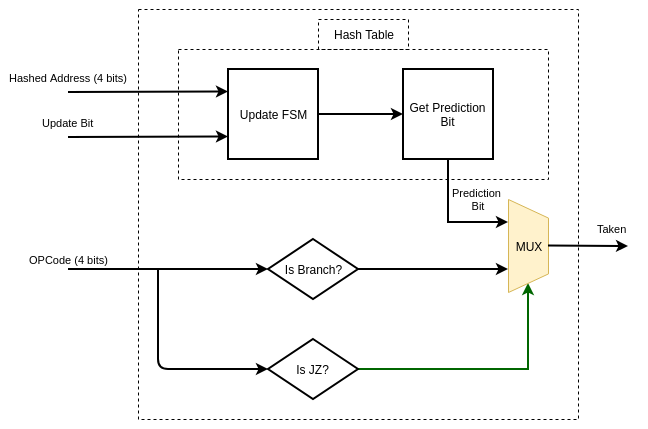 Hash Table
Hashed Address (4 bits)
Update FSM
Get Prediction
Bit
Update Bit
Prediction
Bit
Taken
MUX
OPCode (4 bits)
Is Branch?
Is JZ?